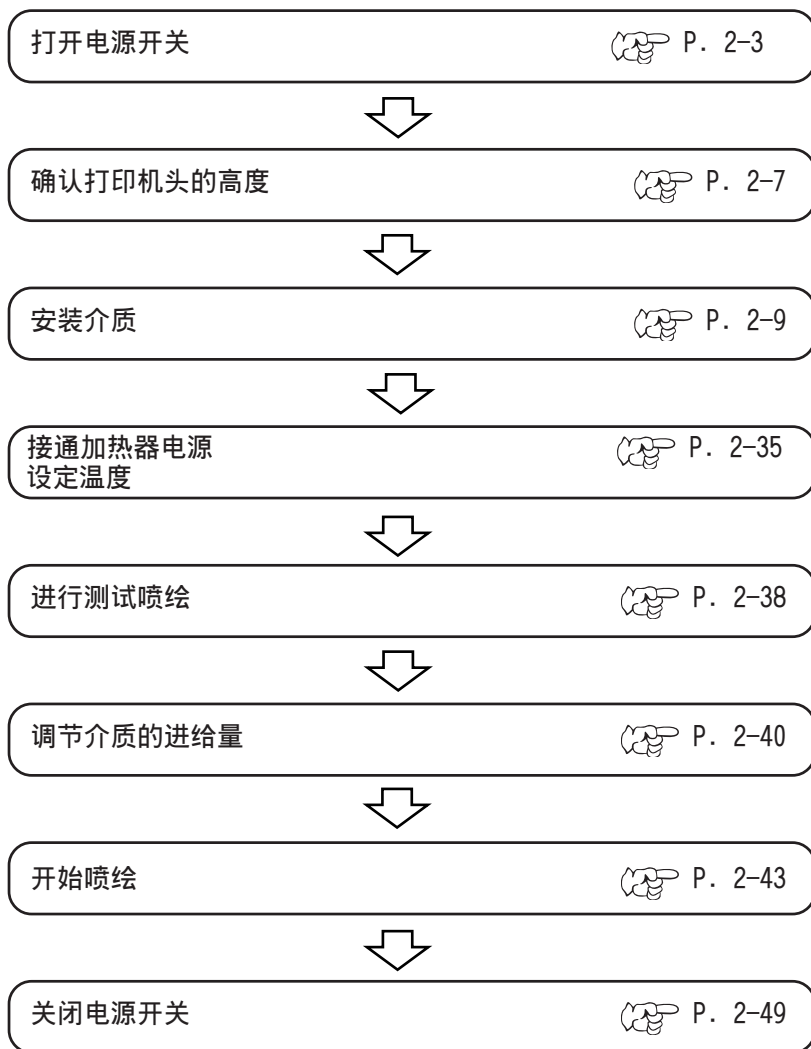 打开电源开关 P. 2-3
确认打印机头的高度 P. 2-7
安装介质 P. 2-9
接通加热器电源 P. 2-35
设定温度
进行测试喷绘 P. 2-38
调节介质的进给量 P. 2-40
开始喷绘 P. 2-43
关闭电源开关 P. 2-49